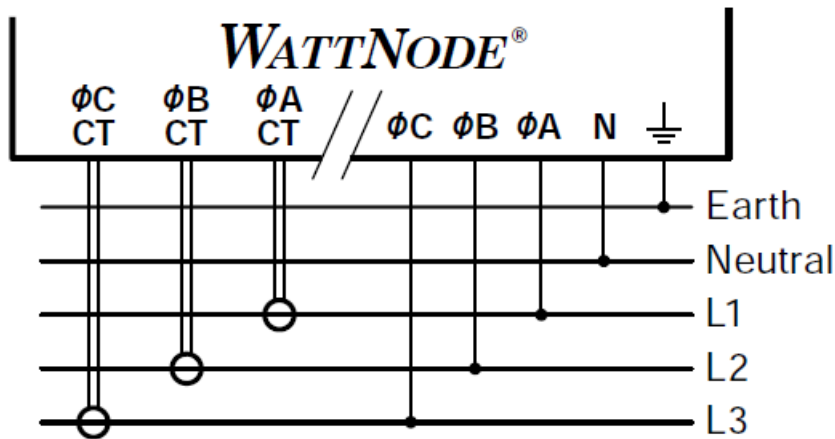 WATTNODE®
ϕC ϕB ϕA
CT CT CT
ϕC ϕB ϕA N
Earth
Neutral
L1
L2
L3